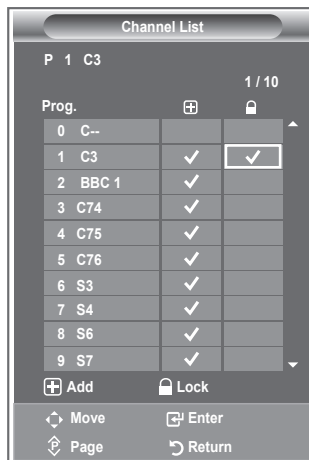 Channel List
P 1 C3
1 / 10
Prog.
0 C--
1 C3
2 BBC 1
3 C74
4 C75
5 C76
6 S3
7 S4
8 S6
9 S7
Add Lock
Move Enter
P Page Return